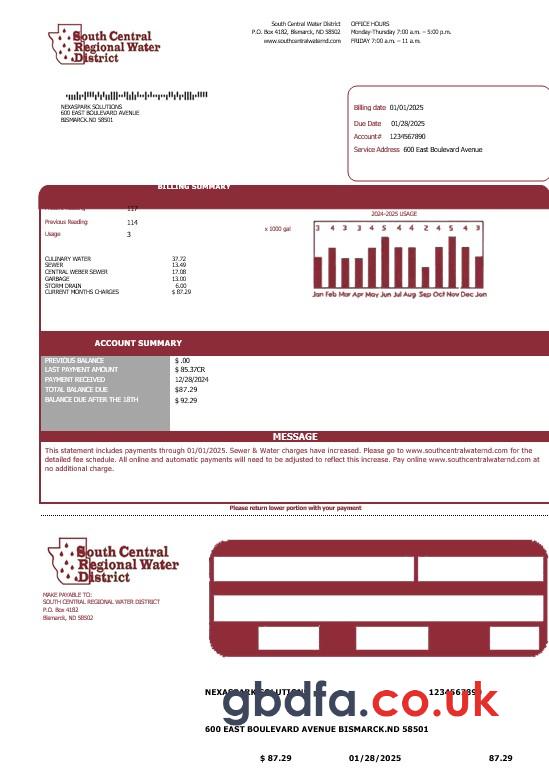 South Central
Regional Water
District
South Central Water District
P.O. Box 4182, Bismarck, ND 58502
www.southcentralwaternd.com
OFFICE HOURS
Monday-Thursday 7:00 a.m. – 5:00 p.m.
FRIDAY 7:00 a.m. – 11 a.m.
NEXASPARK SOLUTIONS
600 EAST BOULEVARD AVENUE
BISMARCK.ND 58501
Billing date 01/01/2025
Due Date 01/28/2025
Account# 1234567890
Service Address 600 East Boulevard Avenue
BILLING SUMMARY
Reading 117
Previous Reading 114
Usage 3
x 1000 gal
2024-2025 USAGE
3 4 3 3 4 5 4 4 2 4 5 4 3
Jan Feb Mar Apr May Jun Jul Aug Sep Oct Nov Dec Jan
CULINARY WATER 37.72
SEWER 13.49
CENTRAL WEBER SEWER 17.08
GARBAGE 13.00
STORM DRAIN 6.00
CURRENT MONTHS CHARGES $ 87.29
ACCOUNT SUMMARY
PREVIOUS BALANCE $ .00
LAST PAYMENT AMOUNT $ 85.37CR
PAYMENT RECEIVED 12/28/2024
TOTAL BALANCE DUE $87.29
BALANCE DUE AFTER THE 18TH $ 92.29
MESSAGE
This statement includes payments through 01/01/2025. Sewer & Water charges have increased. Please go to www.southcentralwaternd.com for the
detailed fee schedule. All online and automatic payments will need to be adjusted to reflect this increase. Pay online www.southcentralwaternd.com at
no additional charge.
Please return lower portion with your payment
South Central
Regional Water
District
MAKE PAYABLE TO:
SOUTH CENTRAL REGIONAL WATER DISTRICT
P.O. Box 4182
Bismarck, ND 58502
NEXASPARK SOLUTIONS 1234567890
gbdfa.co.uk
600 EAST BOULEVARD AVENUE BISMARCK.ND 58501
$ 87.29 01/28/2025 87.29